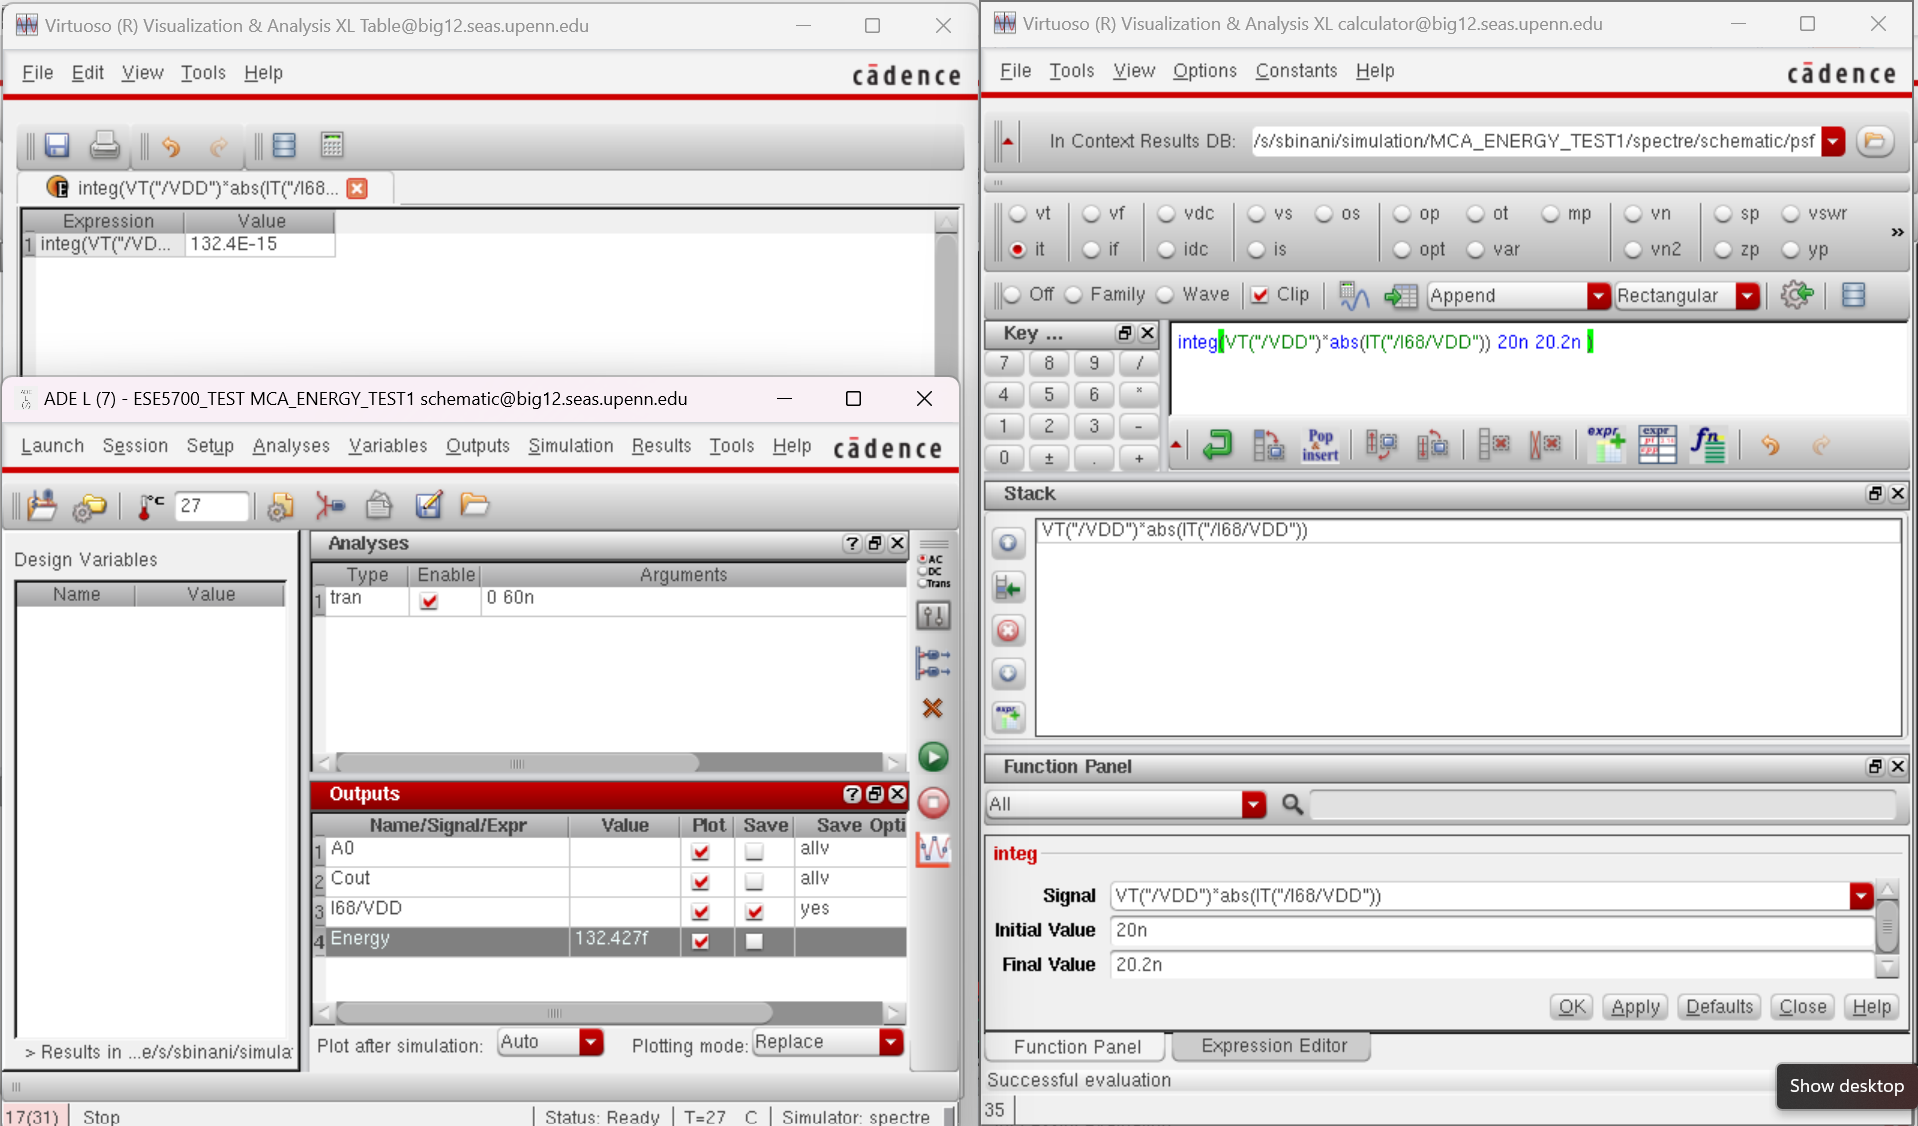 Virtuoso (R) Visualization & Analysis XL Table@big12.seas.upenn.edu
File Edit View Tools Help
cādence
integ(VT("/VDD")*abs(IT("/I68...
Expression Value
1 integ(VT("/VD... 132.4E-15
ADE L (7) - ESE5700_TEST MCA_ENERGY_TEST1 schematic@big12.seas.upenn.edu
Launch Session Setup Analyses Variables Outputs Simulation Results Tools Help
cādence
°C 27
Design Variables
Name Value
> Results in ...e/s/sbinani/simula
Analyses
Type Enable Arguments
1 tran 0 60n
AC
DC
Trans
Outputs
Name/Signal/Expr Value Plot Save Save Opti
1 A0 allv
2 Cout allv
3 I68/VDD yes
4 Energy 132.427f
Plot after simulation: Auto Plotting mode: Replace
17(31) Stop Status: Ready T=27 C Simulator: spectre
Virtuoso (R) Visualization & Analysis XL calculator@big12.seas.upenn.edu
File Tools View Options Constants Help
cādence
In Context Results DB: /s/sbinani/simulation/MCA_ENERGY_TEST1/spectre/schematic/psf
vt vf vdc vs os op ot mp vn sp vswr
it if idc is opt var vn2 zp yp
»
Off Family Wave Clip Append Rectangular
Key ...
7 8 9 /
4 5 6 *
1 2 3 -
0 ± . +
integ(VT("/VDD")*abs(IT("/I68/VDD")) 20n 20.2n )
Pop & insert
expr
expr
fn
Stack
VT("/VDD")*abs(IT("/I68/VDD"))
expr
Function Panel
All
integ
Signal VT("/VDD")*abs(IT("/I68/VDD"))
Initial Value 20n
Final Value 20.2n
OK Apply Defaults Close Help
Function Panel Expression Editor
Successful evaluation
35
Show desktop